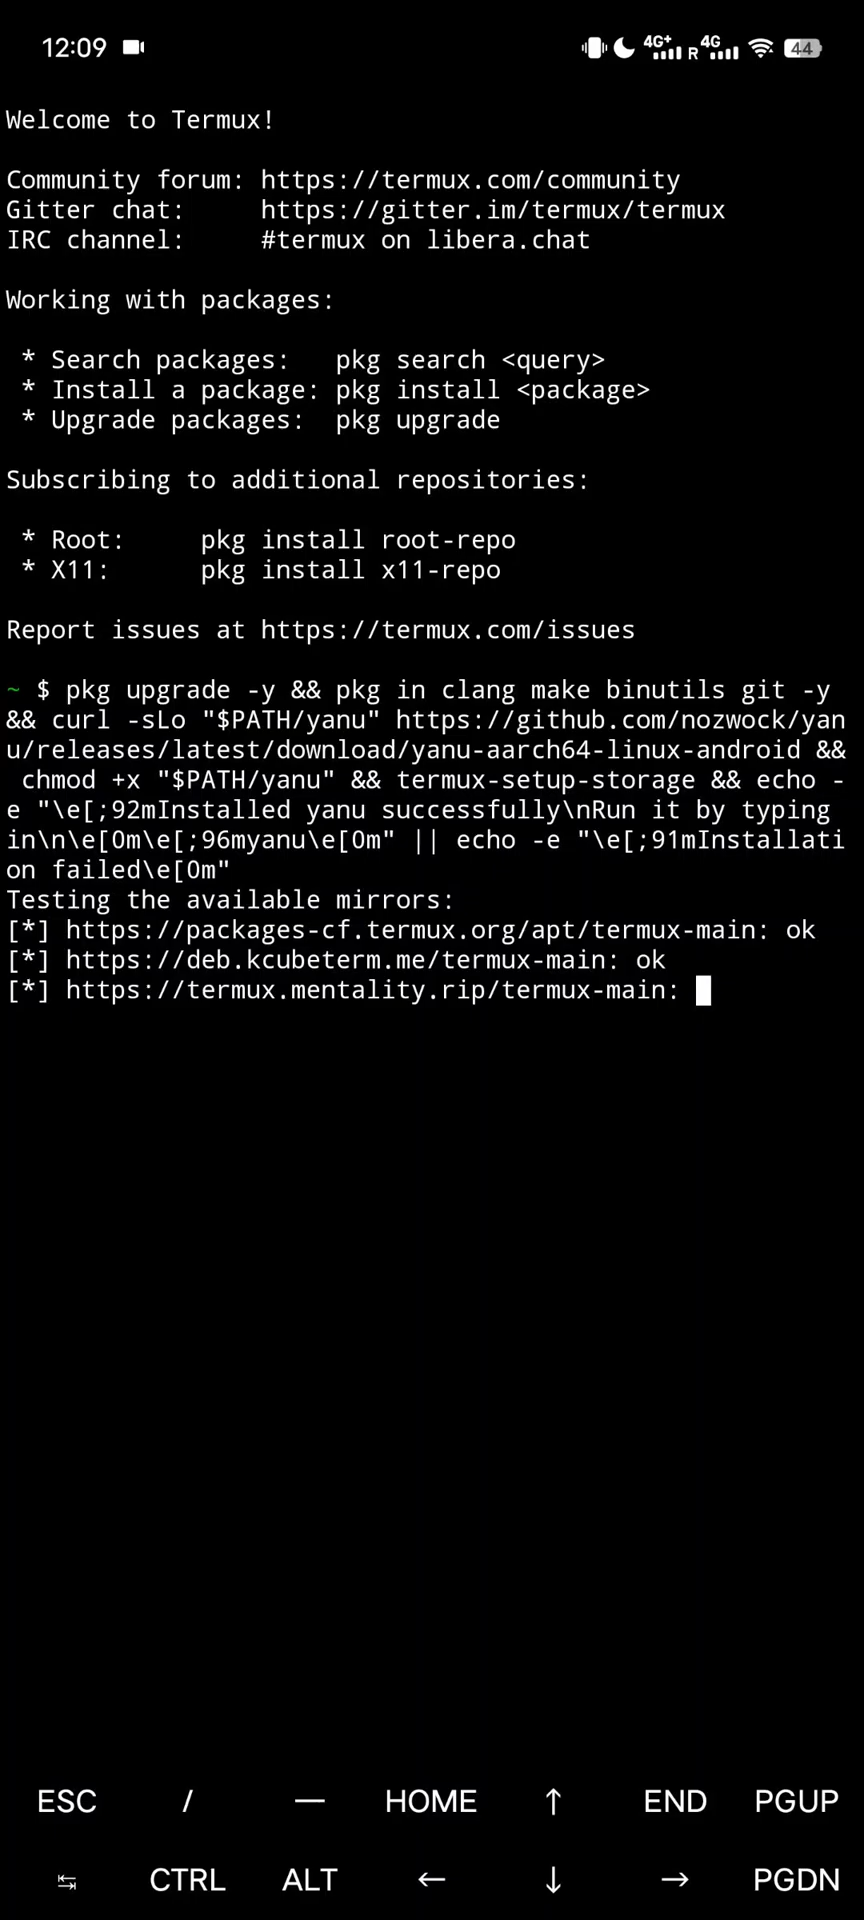 12:09
4G+ R 4G 44
Welcome to Termux!
Community forum: https://termux.com/community
Gitter chat:     https://gitter.im/termux/termux
IRC channel:     #termux on libera.chat
Working with packages:
 * Search packages:   pkg search <query>
 * Install a package: pkg install <package>
 * Upgrade packages:  pkg upgrade
Subscribing to additional repositories:
 * Root:     pkg install root-repo
 * X11:      pkg install x11-repo
Report issues at https://termux.com/issues
~ $ pkg upgrade -y && pkg in clang make binutils git -y
&& curl -sLo "$PATH/yanu" https://github.com/nozwock/yan
u/releases/latest/download/yanu-aarch64-linux-android &&
 chmod +x "$PATH/yanu" && termux-setup-storage && echo -
e "\e[;92mInstalled yanu successfully\nRun it by typing
in\n\e[0m\e[;96myanu\e[0m" || echo -e "\e[;91mInstallati
on failed\e[0m"
Testing the available mirrors:
[*] https://packages-cf.termux.org/apt/termux-main: ok
[*] https://deb.kcubeterm.me/termux-main: ok
[*] https://termux.mentality.rip/termux-main:
ESC / — HOME ↑ END PGUP
↹ CTRL ALT ← ↓ → PGDN